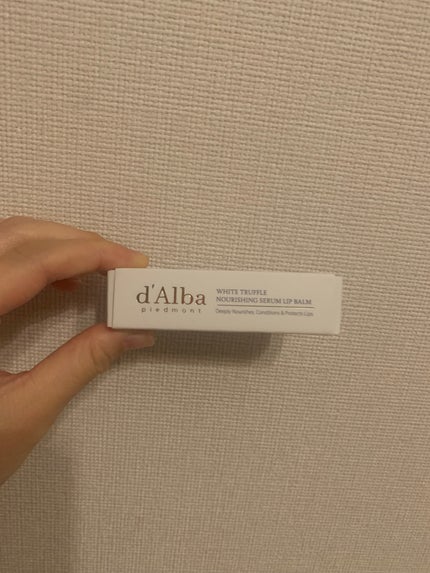 d'Alba
piedmont
WHITE TRUFFLE
NOURISHING SERUM LIP BALM
Deeply Nourishes, Conditions & Protects Lips